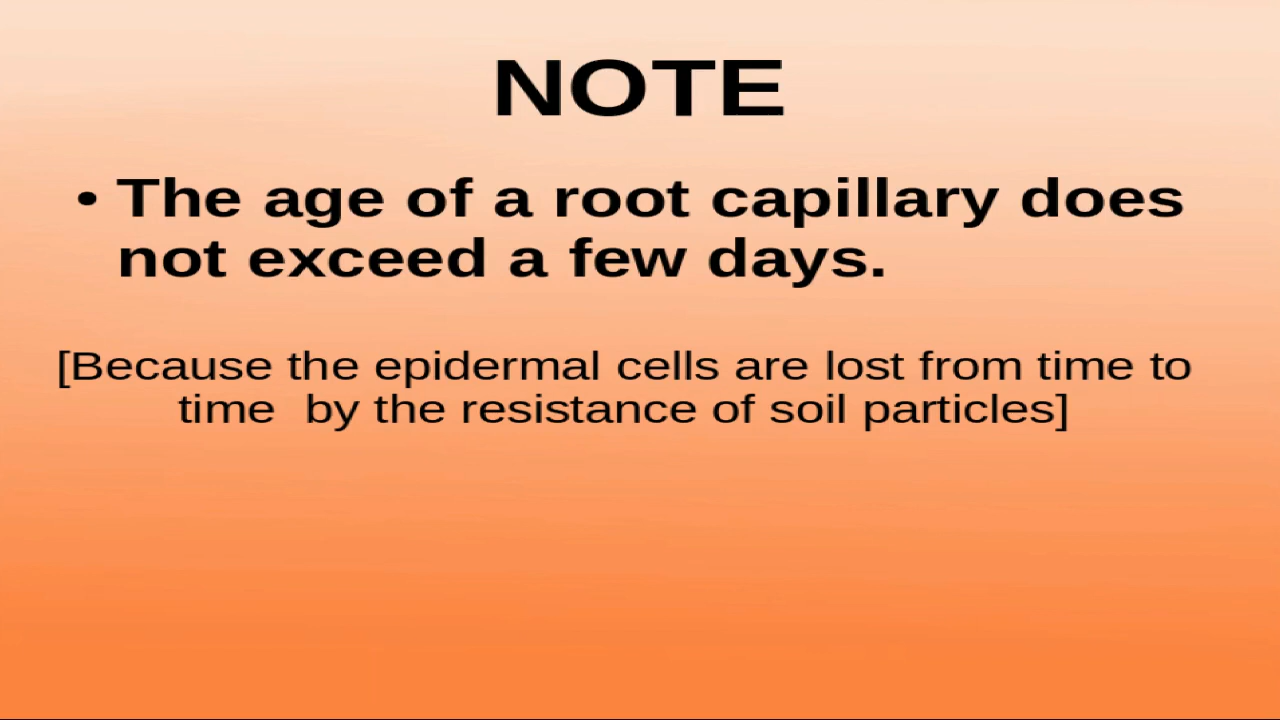 NOTE
• The age of a root capillary does
not exceed a few days.
[Because the epidermal cells are lost from time to
time  by the resistance of soil particles]